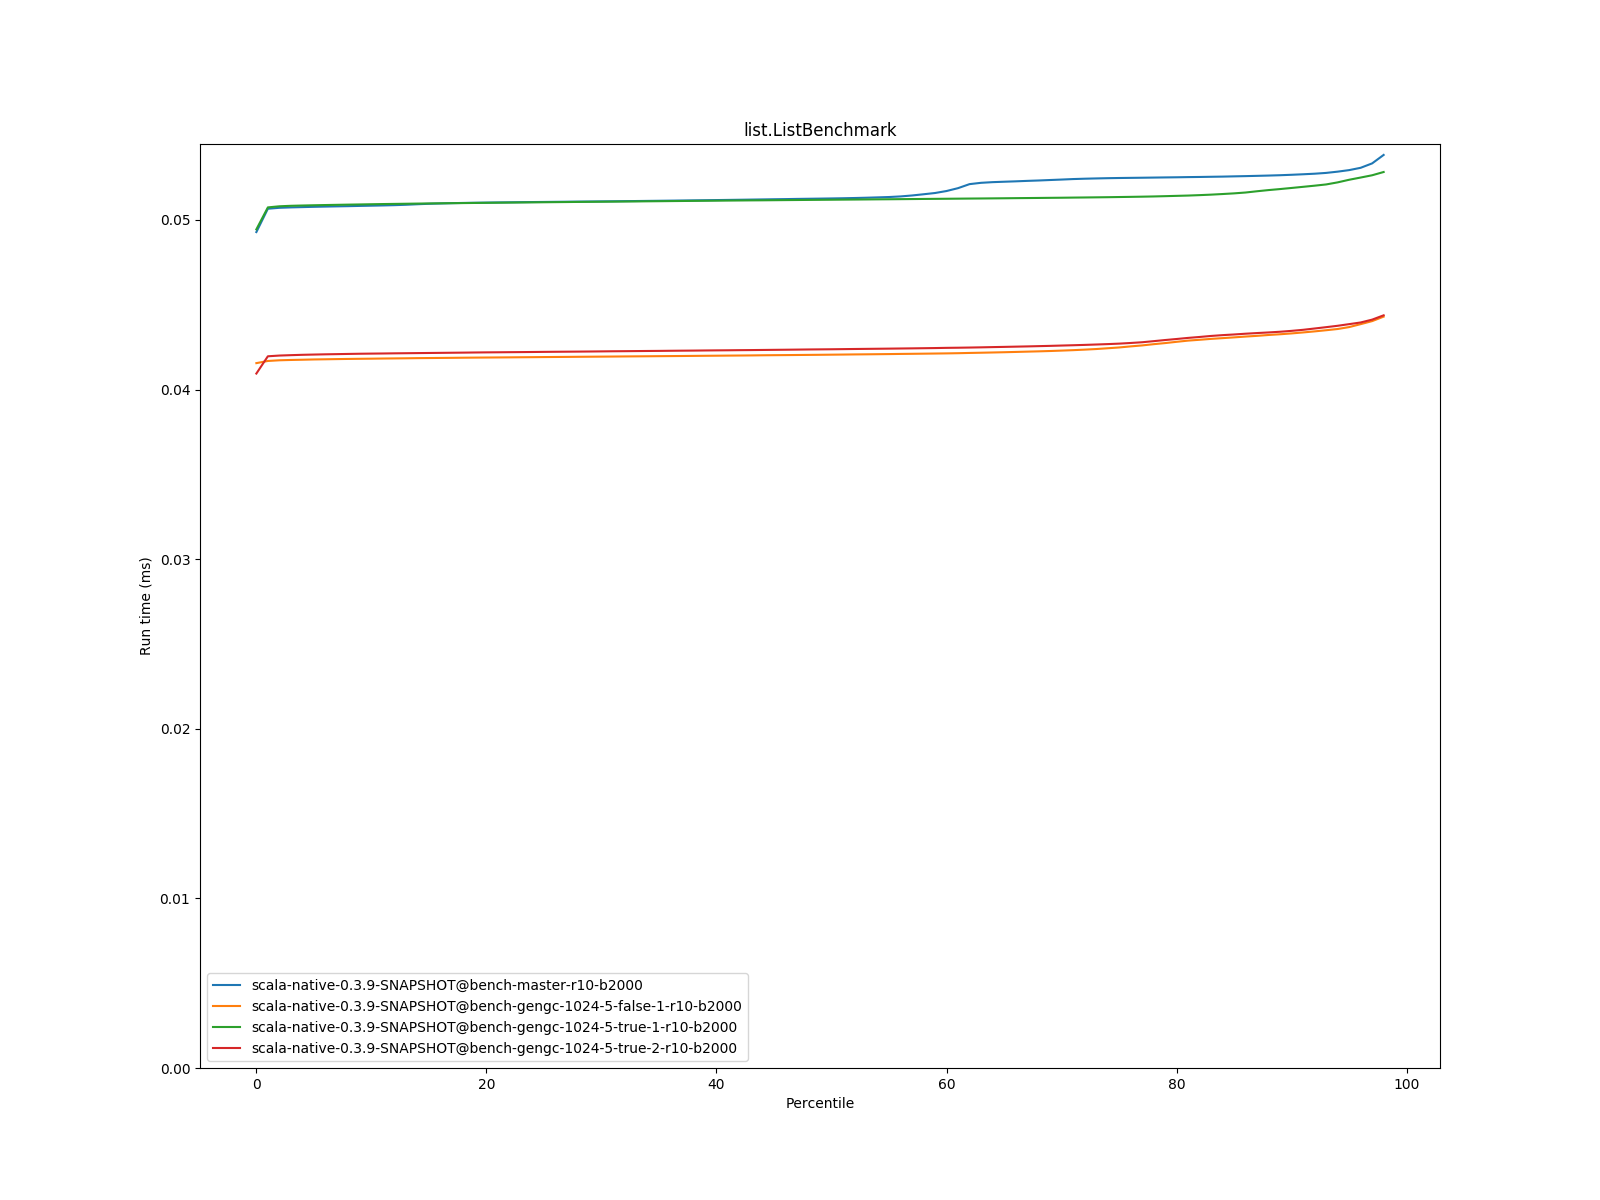 list.ListBenchmark
Run time (ms)
0.05
0.04
0.03
0.02
0.01
0.00
scala-native-0.3.9-SNAPSHOT@bench-master-r10-b2000
scala-native-0.3.9-SNAPSHOT@bench-gengc-1024-5-false-1-r10-b2000
scala-native-0.3.9-SNAPSHOT@bench-gengc-1024-5-true-1-r10-b2000
scala-native-0.3.9-SNAPSHOT@bench-gengc-1024-5-true-2-r10-b2000
0 20 40 60 80 100
Percentile